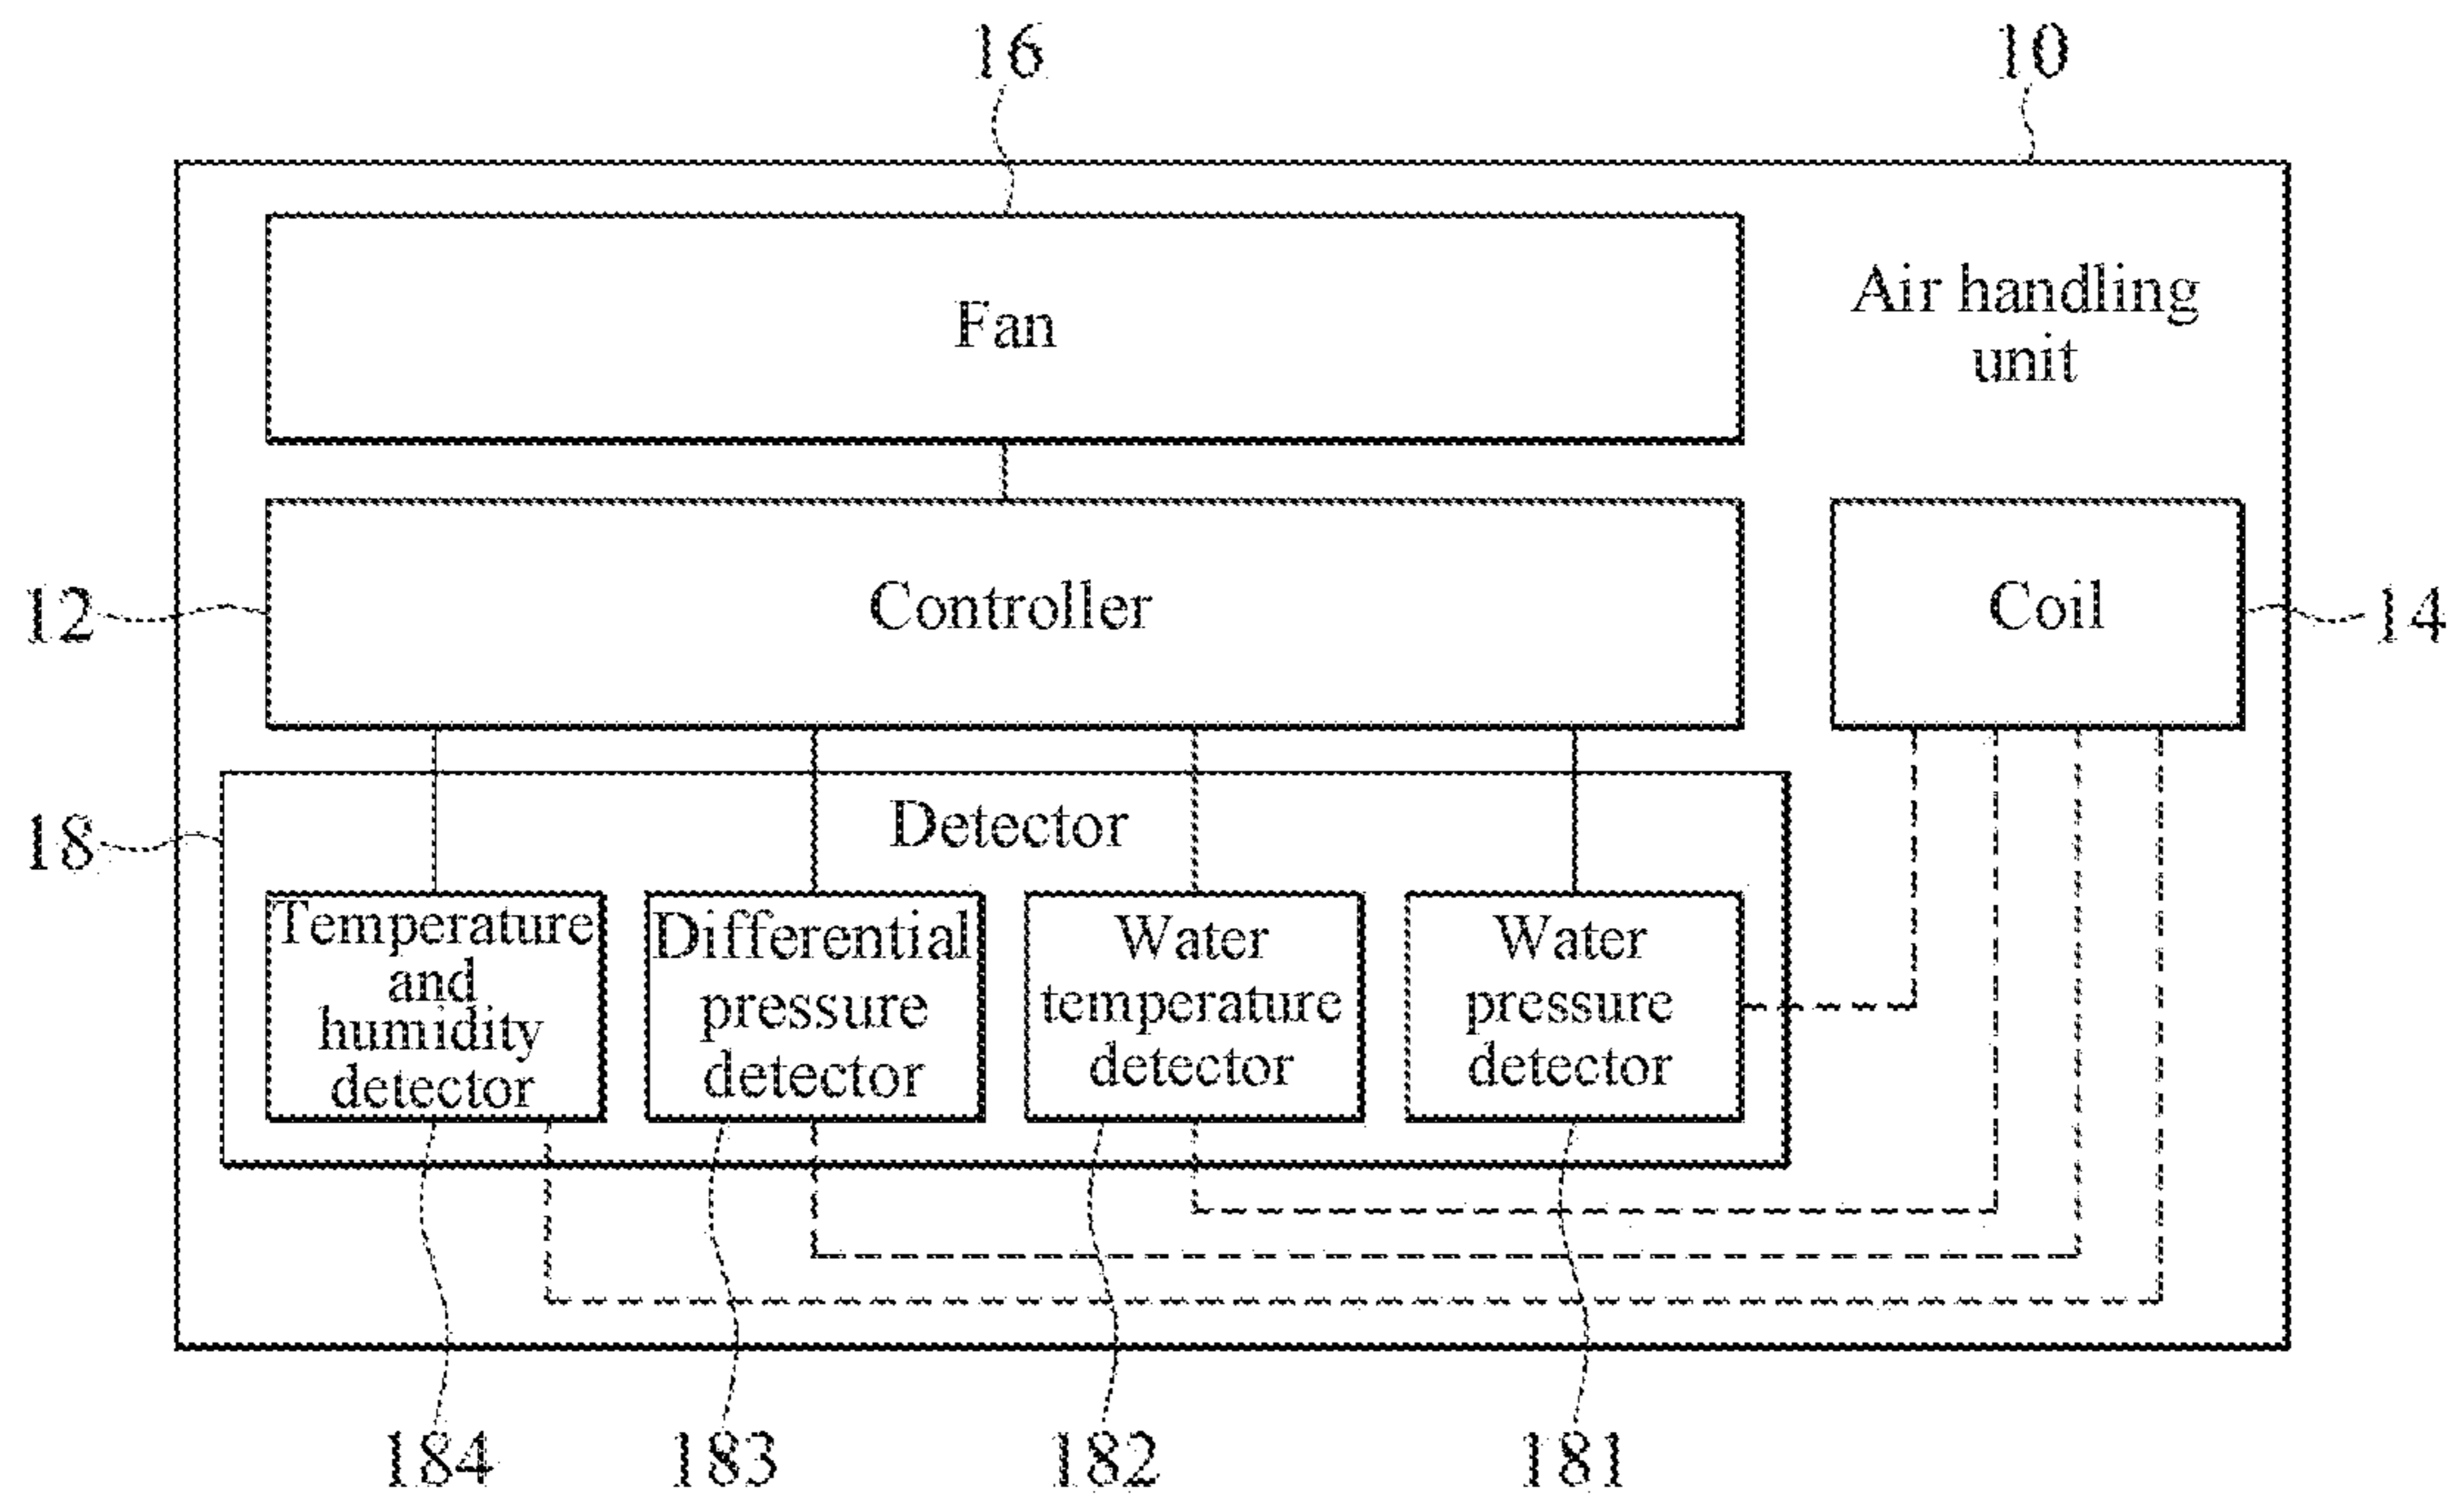 16
10
Fan
Air handling
unit
12
Controller
Coil
14
18
Detector
Temperature
and
humidity
detector
Differential
pressure
detector
Water
temperature
detector
Water
pressure
detector
184
183
182
181